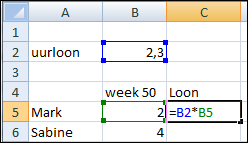 A B C
1
2 uurloon 2,3
3
4 week 50 Loon
5 Mark 2 =B2*B5
6 Sabine 4